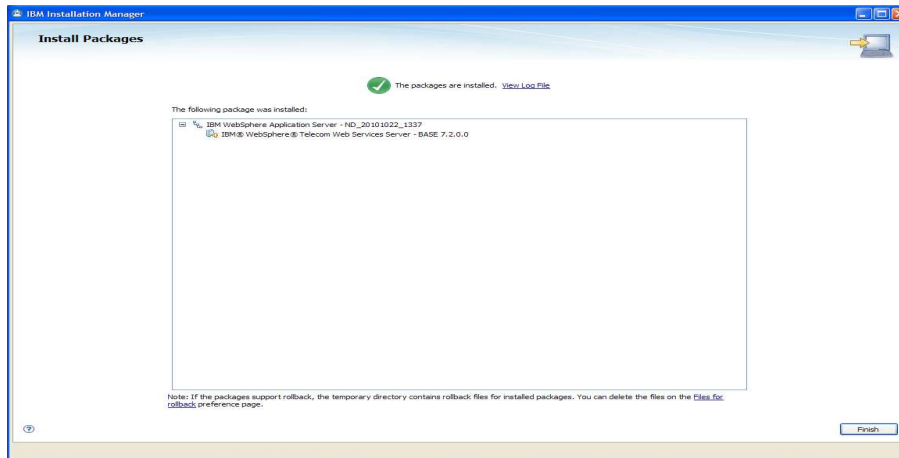 IBM Installation Manager
Install Packages
The packages are installed. View Log File
The following package was installed:
IBM WebSphere Application Server - ND_20101022_1337
IBM® WebSphere® Telecom Web Services Server - BASE 7.2.0.0
Note: If the packages support rollback, the temporary directory contains rollback files for installed packages. You can delete the files on the Files for
rollback preference page.
Finish